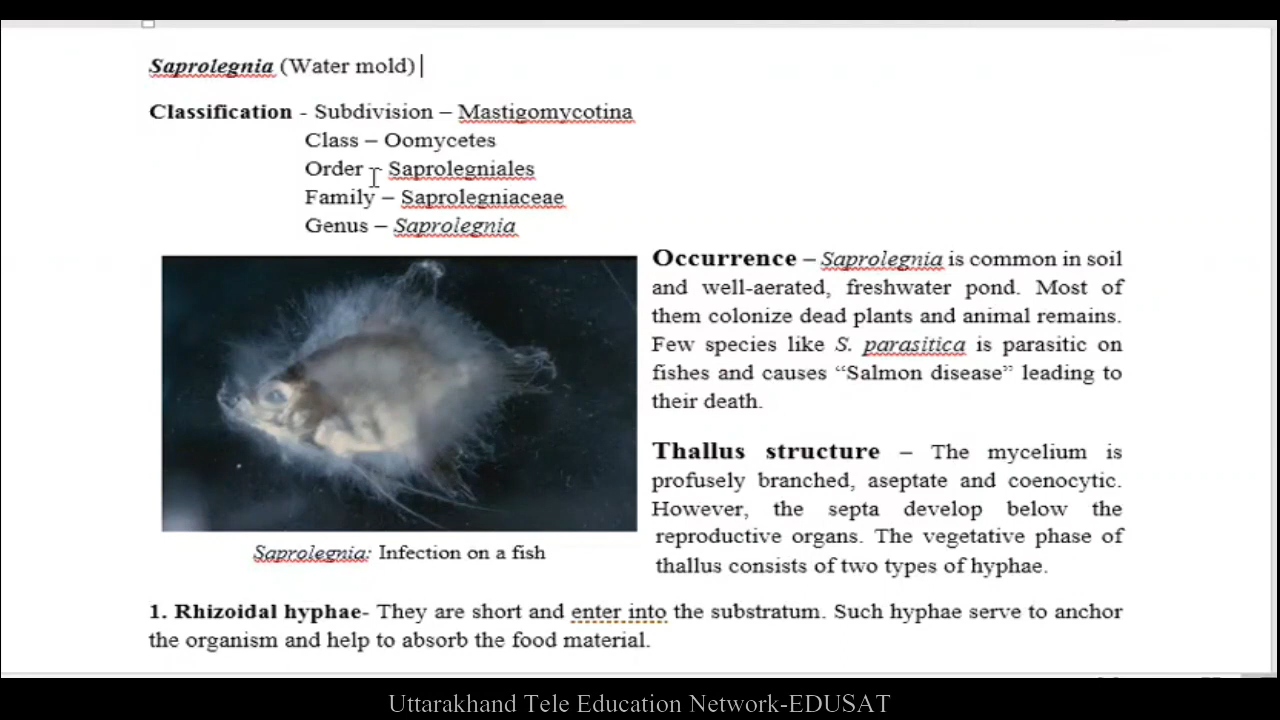 Saprolegnia (Water mold)
Classification - Subdivision – Mastigomycotina
Class – Oomycetes
Order – Saprolegniales
Family – Saprolegniaceae
Genus – Saprolegnia
Occurrence – Saprolegnia is common in soil
and well-aerated, freshwater pond. Most of
them colonize dead plants and animal remains.
Few species like S. parasitica is parasitic on
fishes and causes “Salmon disease” leading to
their death.
Thallus structure – The mycelium is
profusely branched, aseptate and coenocytic.
However, the septa develop below the
reproductive organs. The vegetative phase of
thallus consists of two types of hyphae.
Saprolegnia: Infection on a fish
1. Rhizoidal hyphae- They are short and enter into the substratum. Such hyphae serve to anchor
the organism and help to absorb the food material.
Uttarakhand Tele Education Network-EDUSAT